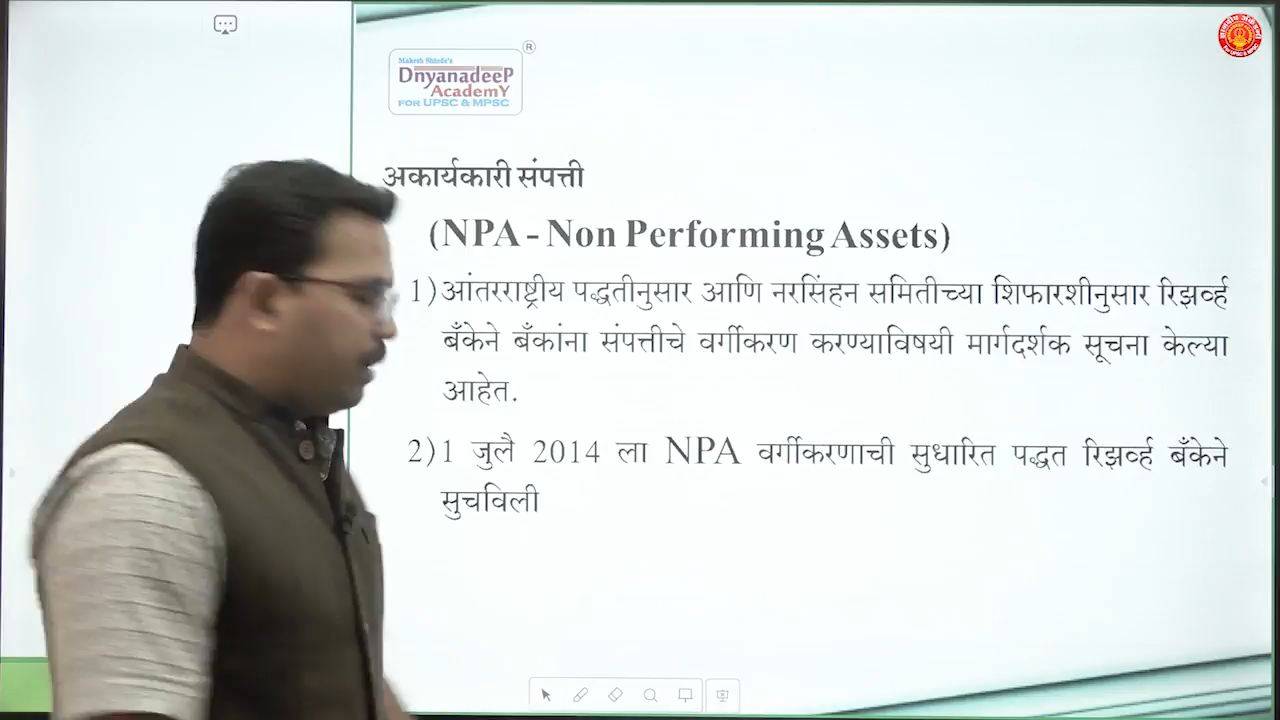 Mahesh Shinde's
DnyanadeeP
AcademY
FOR UPSC & MPSC
®
अकार्यकारी संपत्ती
(NPA - Non Performing Assets)
1) आंतरराष्ट्रीय पद्धतीनुसार आणि नरसिंहन समितीच्या शिफारशीनुसार रिझर्व्ह
बँकेने बँकांना संपत्तीचे वर्गीकरण करण्याविषयी मार्गदर्शक सूचना केल्या
आहेत.
2) 1 जुलै 2014 ला NPA वर्गीकरणाची सुधारित पद्धत रिझर्व्ह बँकेने
सुचविली